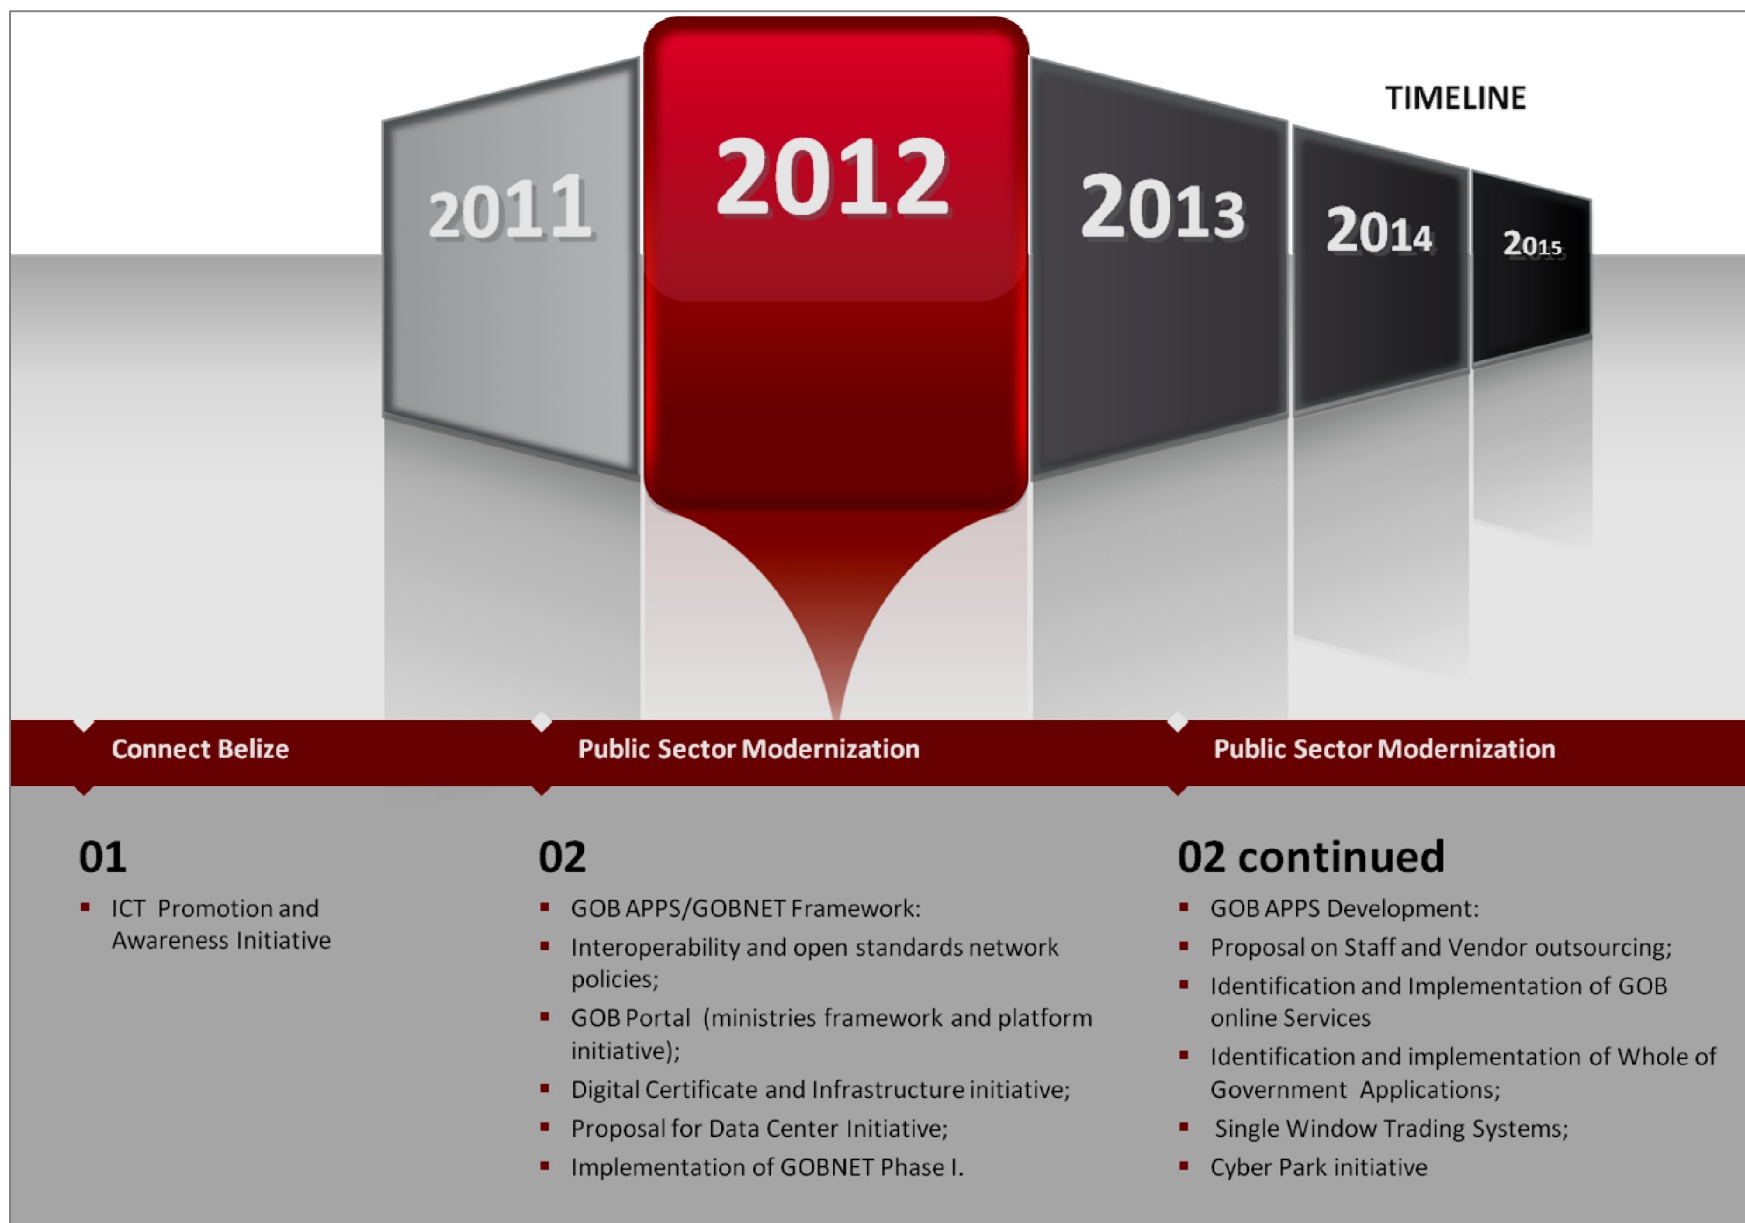 TIMELINE
2011
2012
2013
2014
2015
Connect Belize
Public Sector Modernization
Public Sector Modernization
01
▪ ICT Promotion and
Awareness Initiative
02
▪ GOB APPS/GOBNET Framework:
▪ Interoperability and open standards network
policies;
▪ GOB Portal (ministries framework and platform
initiative);
▪ Digital Certificate and Infrastructure initiative;
▪ Proposal for Data Center Initiative;
▪ Implementation of GOBNET Phase I.
02 continued
▪ GOB APPS Development:
▪ Proposal on Staff and Vendor outsourcing;
▪ Identification and Implementation of GOB
online Services
▪ Identification and implementation of Whole of
Government Applications;
▪ Single Window Trading Systems;
▪ Cyber Park initiative